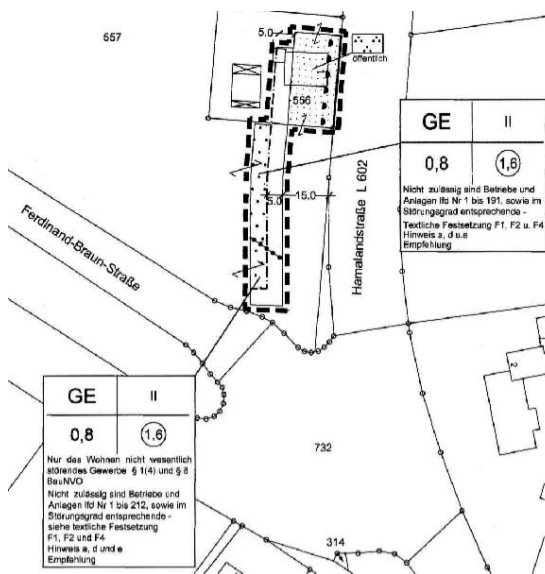 657
5.0
öffentlich
556
GE II
0,8 1,6
Nicht zulässig sind Betriebe und
Anlagen lfd Nr 1 bis 191, sowie im
Störungsgrad entsprechende -
Textliche Festsetzung F1, F2 u. F4
Hinweis a, d u.e
Empfehlung
5.0
15.0
Hamalandstraße L 602
Ferdinand-Braun-Straße
GE II
0,8 1,6
Nur das Wohnen nicht wesentlich
störendes Gewerbe § 1(4) und § 8
BauNVO
Nicht zulässig sind Betriebe und
Anlagen lfd Nr 1 bis 212, sowie im
Störungsgrad entsprechende -
siehe textliche Festsetzung
F1, F2 und F4
Hinweis a, d und e
Empfehlung
2
732
314